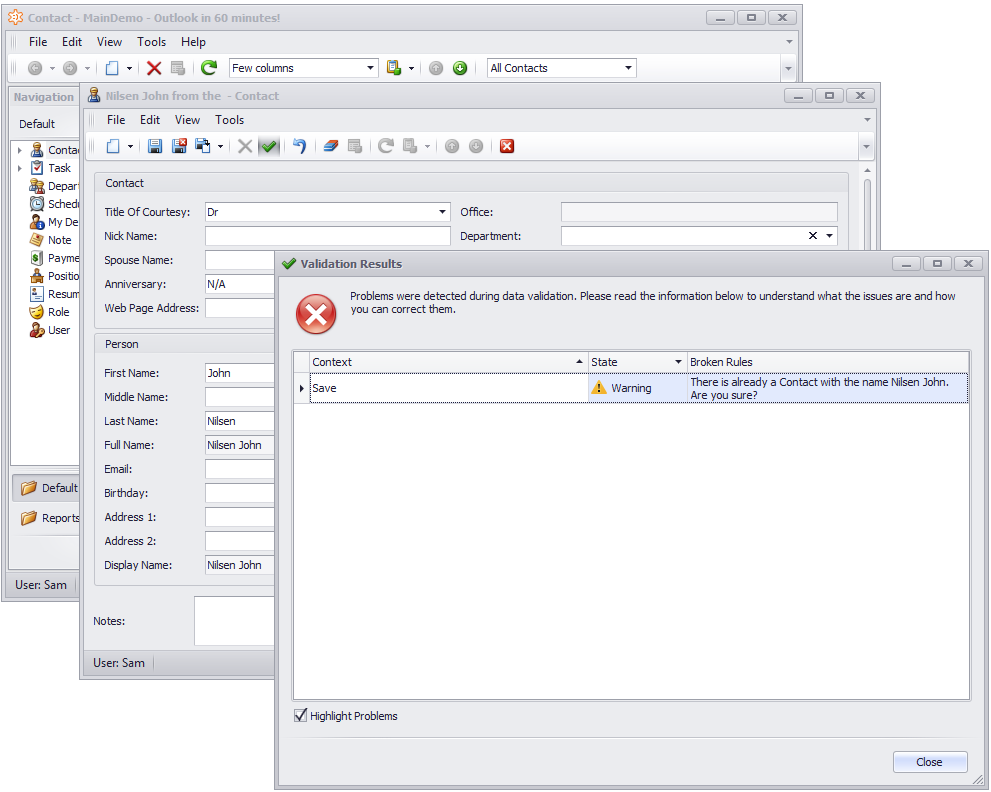 Contact - MainDemo - Outlook in 60 minutes!
File Edit View Tools Help
Few columns All Contacts
Navigation
Default
Contac
Task
Depart
Schedu
My De
Note
Payme
Positio
Resum
Role
User
Default
Reports
User: Sam
Nilsen John from the - Contact
File Edit View Tools
Contact
Title Of Courtesy: Dr Office:
Nick Name: Department:
Spouse Name:
Anniversary: N/A
Web Page Address:
Person
First Name: John
Middle Name:
Last Name: Nilsen
Full Name: Nilsen John
Email:
Birthday:
Address 1:
Address 2:
Display Name: Nilsen John
Notes:
User: Sam
Validation Results
Problems were detected during data validation. Please read the information below to understand what the issues are and how
you can correct them.
Context State Broken Rules
Save Warning There is already a Contact with the name Nilsen John.
Are you sure?
Highlight Problems
Close